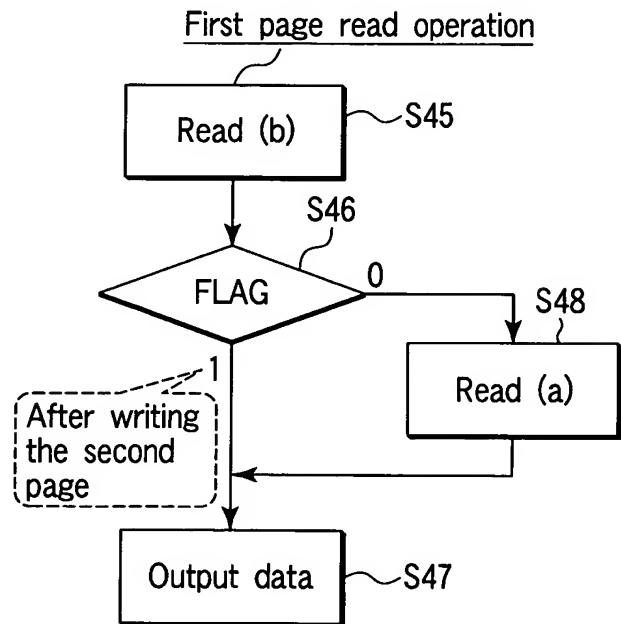 First page read operation
Read (b)
S45
S46
FLAG
0
S48
1
Read (a)
After writing
the second
page
Output data
S47